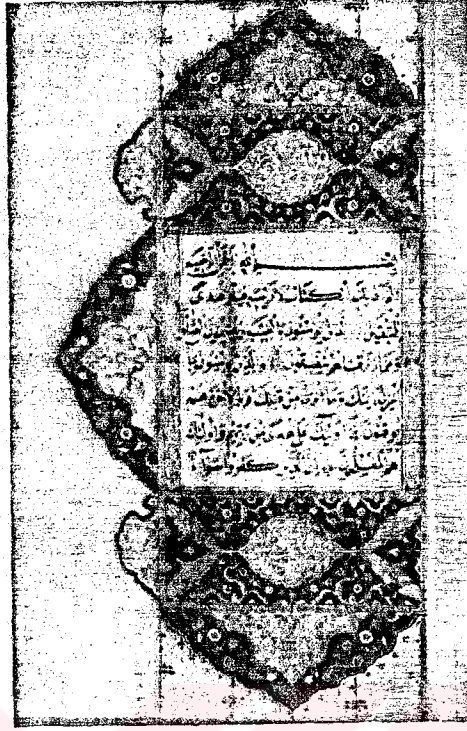 بسم الله الرحمن الرحيم
الم ذلك الكتاب لا ريب فيه هدى
للمتقين الذين يؤمنون بالغيب ويقيمون الصلوة
ومما رزقناهم ينفقون والذين يؤمنون بما
انزل اليك وما انزل من قبلك وبالاخرة هم
يوقنون اولئك على هدى من ربهم واولئك
هم المفلحون ان الذين كفروا سواء